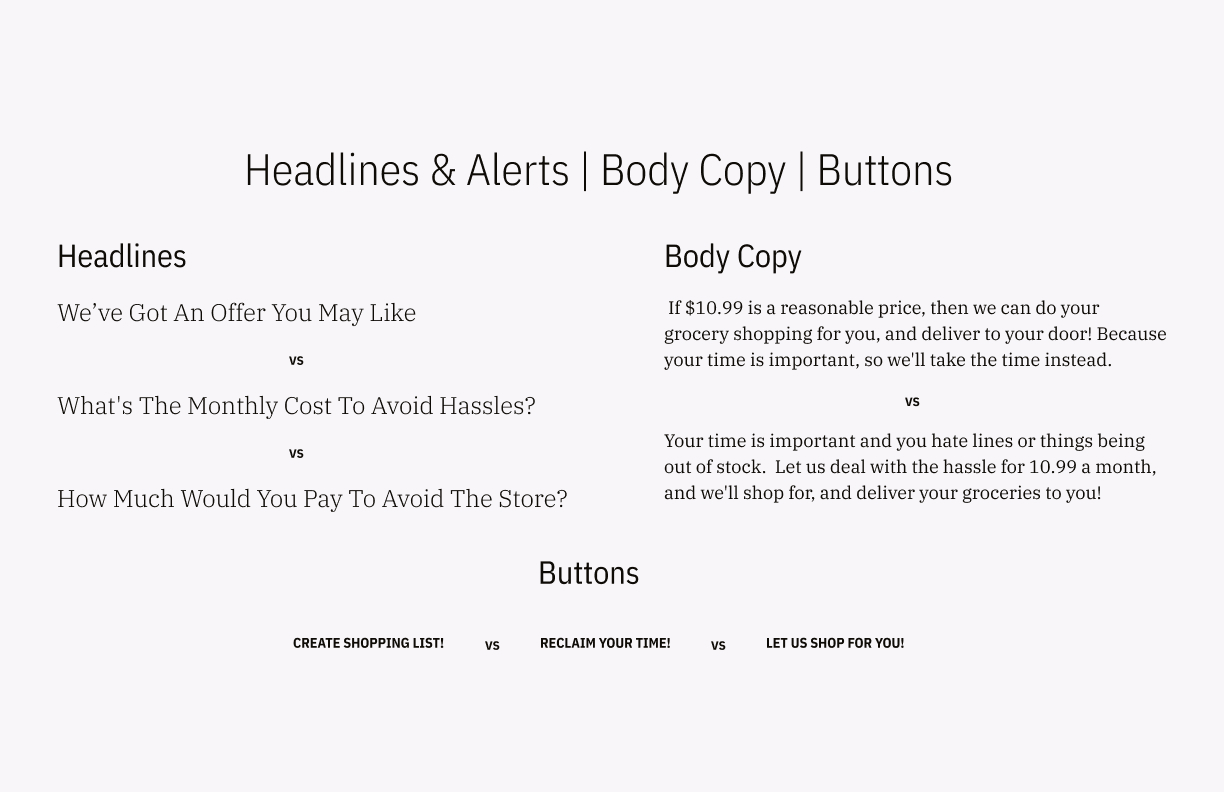 Headlines & Alerts | Body Copy | Buttons
Headlines
We’ve Got An Offer You May Like
vs
What's The Monthly Cost To Avoid Hassles?
vs
How Much Would You Pay To Avoid The Store?
Body Copy
If $10.99 is a reasonable price, then we can do your
grocery shopping for you, and deliver to your door! Because
your time is important, so we'll take the time instead.
vs
Your time is important and you hate lines or things being
out of stock.  Let us deal with the hassle for 10.99 a month,
and we'll shop for, and deliver your groceries to you!
Buttons
CREATE SHOPPING LIST! vs RECLAIM YOUR TIME! vs LET US SHOP FOR YOU!